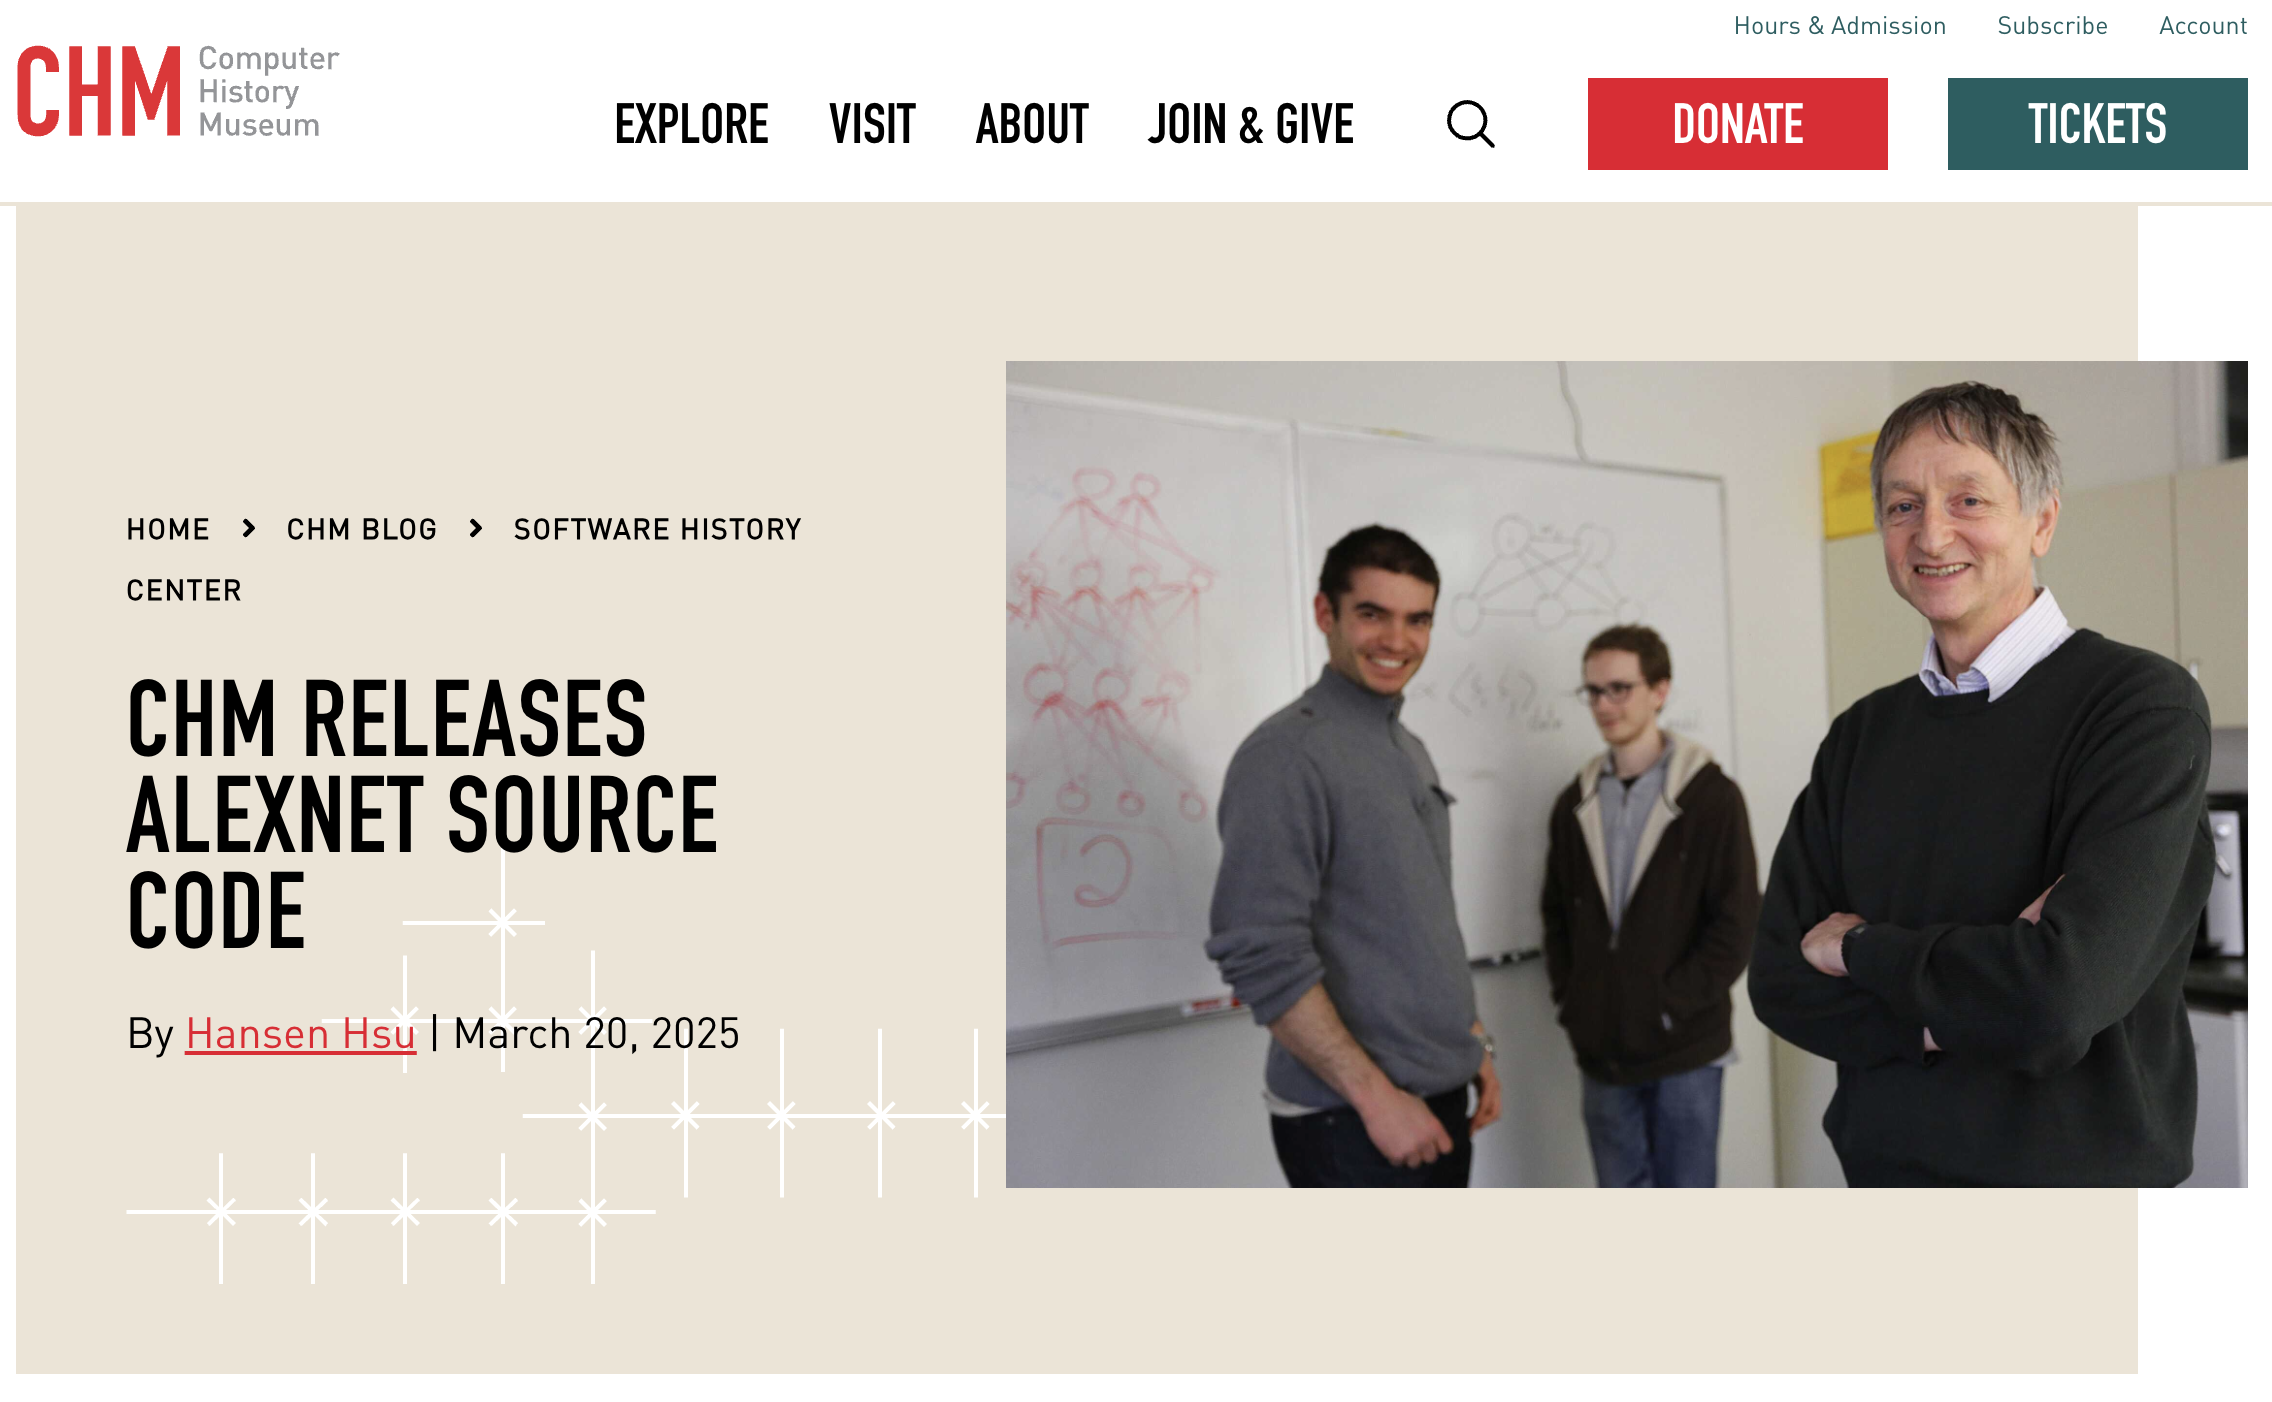 Hours & Admission Subscribe Account
CHM Computer
History
Museum
EXPLORE VISIT ABOUT JOIN & GIVE DONATE TICKETS
HOME > CHM BLOG > SOFTWARE HISTORY
CENTER
CHM RELEASES
ALEXNET SOURCE
CODE
By Hansen Hsu | March 20, 2025